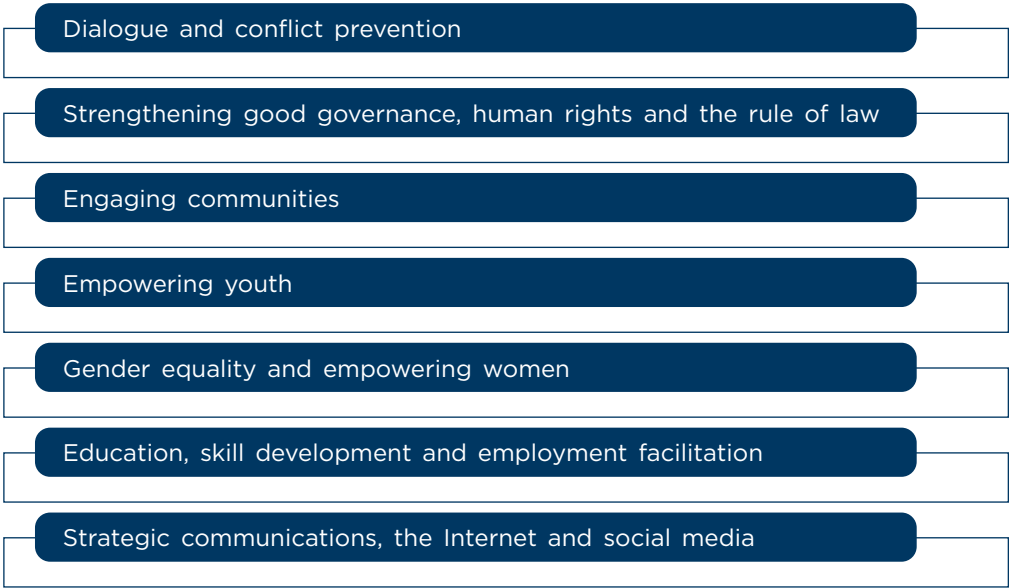 Dialogue and conflict prevention
Strengthening good governance, human rights and the rule of law
Engaging communities
Empowering youth
Gender equality and empowering women
Education, skill development and employment facilitation
Strategic communications, the Internet and social media